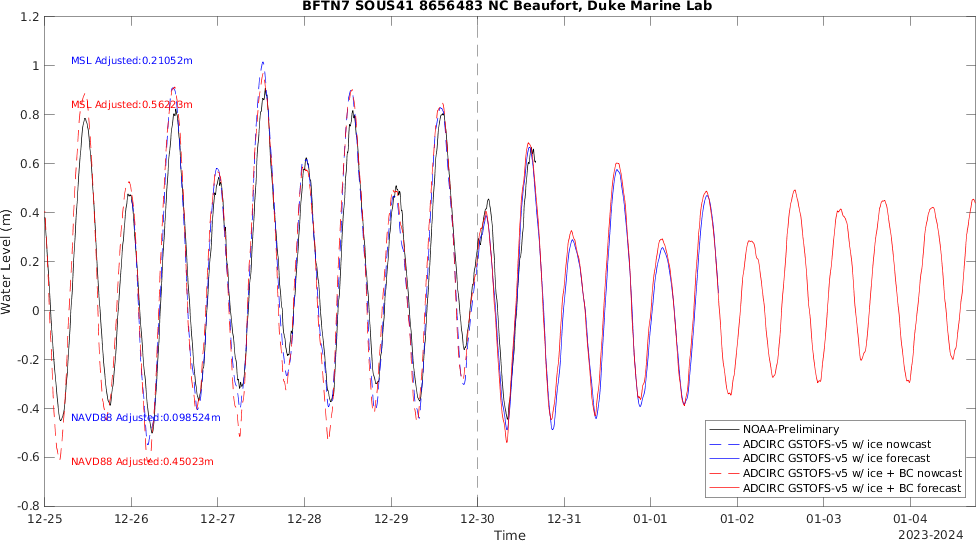 BFTN7 SOUS41 8656483 NC Beaufort, Duke Marine Lab
1.2
1
0.8
0.6
0.4
0.2
0
-0.2
-0.4
-0.6
-0.8
Water Level (m)
MSL Adjusted:0.21052m
MSL Adjusted:0.56223m
NAVD88 Adjusted:0.098524m
NAVD88 Adjusted:0.45023m
NOAA-Preliminary
ADCIRC GSTOFS-v5 w/ ice nowcast
ADCIRC GSTOFS-v5 w/ ice forecast
ADCIRC GSTOFS-v5 w/ ice + BC nowcast
ADCIRC GSTOFS-v5 w/ ice + BC forecast
12-25 12-26 12-27 12-28 12-29 12-30 12-31 01-01 01-02 01-03 01-04
Time
2023-2024